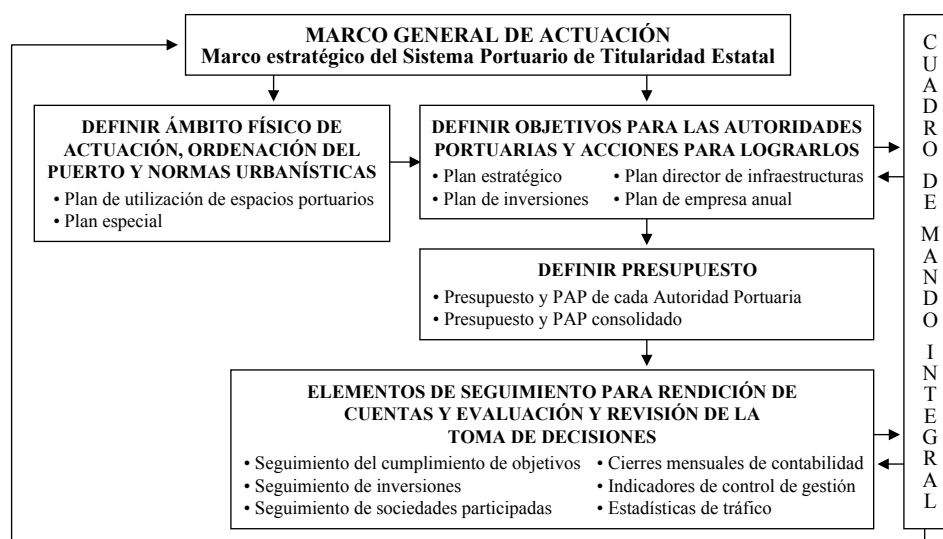 MARCO GENERAL DE ACTUACIÓN
Marco estratégico del Sistema Portuario de Titularidad Estatal
DEFINIR ÁMBITO FÍSICO DE
ACTUACIÓN, ORDENACIÓN DEL
PUERTO Y NORMAS URBANÍSTICAS
• Plan de utilización de espacios portuarios
• Plan especial
DEFINIR OBJETIVOS PARA LAS AUTORIDADES
PORTUARIAS Y ACCIONES PARA LOGRARLOS
• Plan estratégico
• Plan de inversiones
• Plan director de infraestructuras
• Plan de empresa anual
DEFINIR PRESUPUESTO
• Presupuesto y PAP de cada Autoridad Portuaria
• Presupuesto y PAP consolidado
ELEMENTOS DE SEGUIMIENTO PARA RENDICIÓN DE
CUENTAS Y EVALUACIÓN Y REVISIÓN DE LA
TOMA DE DECISIONES
• Seguimiento del cumplimiento de objetivos
• Seguimiento de inversiones
• Seguimiento de sociedades participadas
• Cierres mensuales de contabilidad
• Indicadores de control de gestión
• Estadísticas de tráfico
CUADRO DE MANDO INTEGRAL